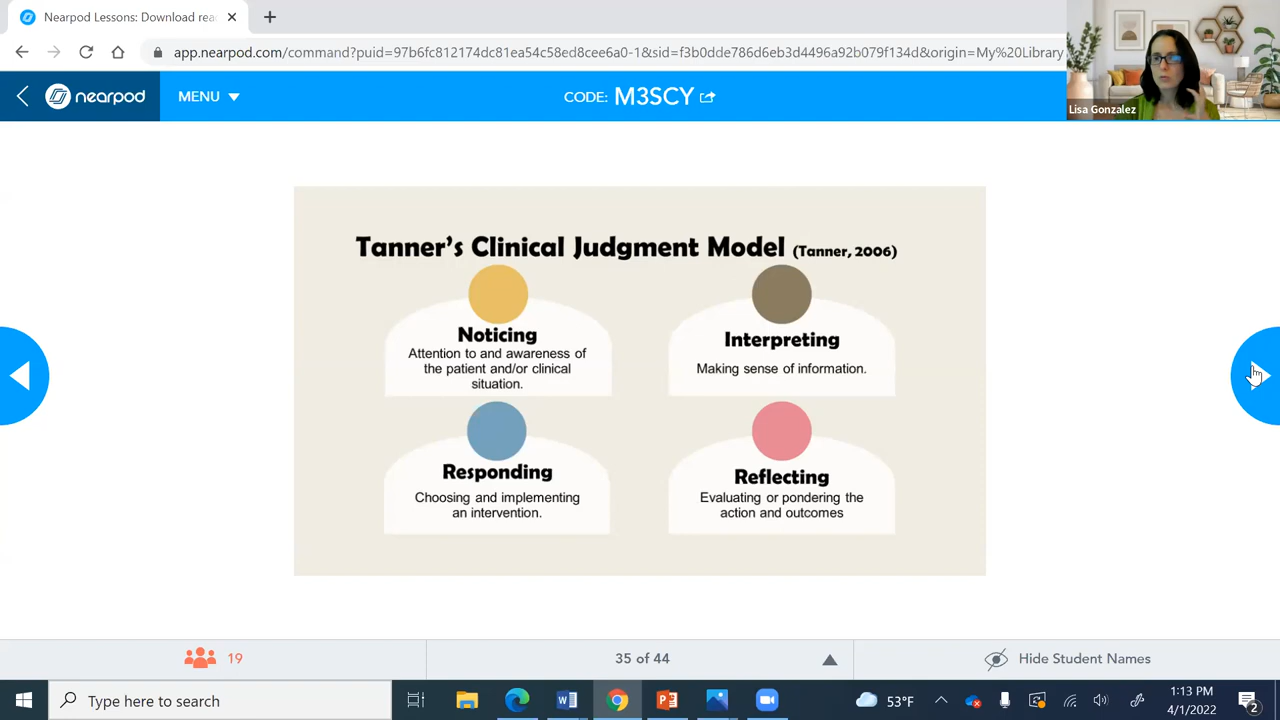 Nearpod Lessons: Download rea
app.nearpod.com/command?puid=97b6fc812174dc81ea54c58ed8cee6a0-1&sid=f3b0dde786d6eb3d4496a92b079f134d&origin=My%20Library
nearpod
MENU
CODE: M3SCY
Lisa Gonzalez
Tanner's Clinical Judgment Model (Tanner, 2006)
Noticing
Attention to and awareness of
the patient and/or clinical
situation.
Interpreting
Making sense of information.
Responding
Choosing and implementing
an intervention.
Reflecting
Evaluating or pondering the
action and outcomes
19
35 of 44
Hide Student Names
Type here to search
53°F
1:13 PM
4/1/2022
2